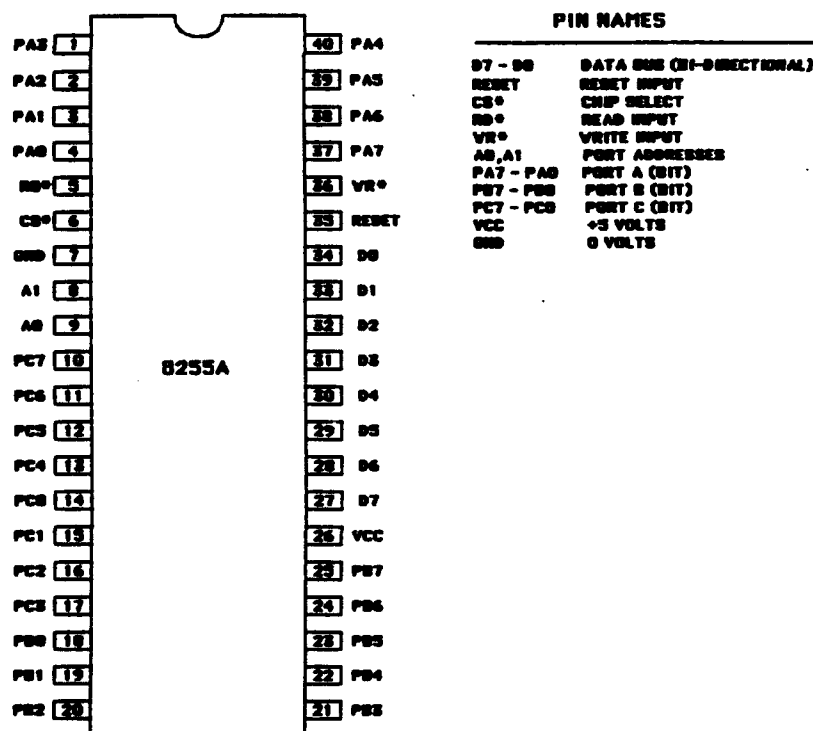 PIN NAMES
PA3 1
40 PA4
PA2 2
39 PA5
PA1 3
38 PA6
PA0 4
37 PA7
RD* 5
36 WR*
CS* 6
35 RESET
GND 7
34 D0
A1 8
33 D1
A0 9
32 D2
PC7 10
31 D3
PC6 11
30 D4
PC5 12
29 D5
PC4 13
28 D6
PC0 14
27 D7
PC1 15
26 VCC
PC2 16
25 PB7
PC3 17
24 PB6
PB0 18
23 PB5
PB1 19
22 PB4
PB2 20
21 PB3
8255A
D7 - D0 DATA BUS (BI-DIRECTIONAL)
RESET RESET INPUT
CS* CHIP SELECT
RD* READ INPUT
WR* WRITE INPUT
A0,A1 PORT ADDRESSES
PA7 - PA0 PORT A (BIT)
PB7 - PB0 PORT B (BIT)
PC7 - PC0 PORT C (BIT)
VCC +5 VOLTS
GND 0 VOLTS